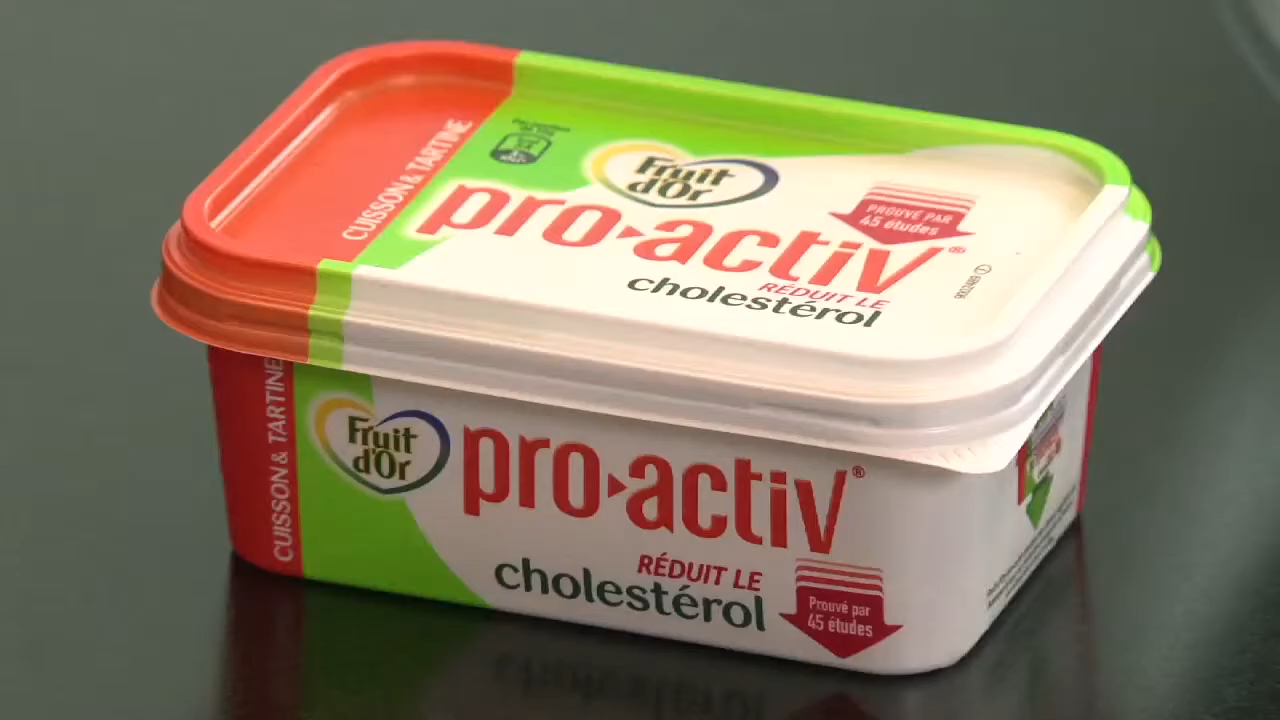 CUISSON & TARTINE
Fruit
d'Or
PROUVÉ PAR
45 études
pro-activ®
RÉDUIT LE
cholestérol
CUISSON & TARTINE
Fruit
d'Or
pro-activ®
RÉDUIT LE
cholestérol
Prouvé par
45 études